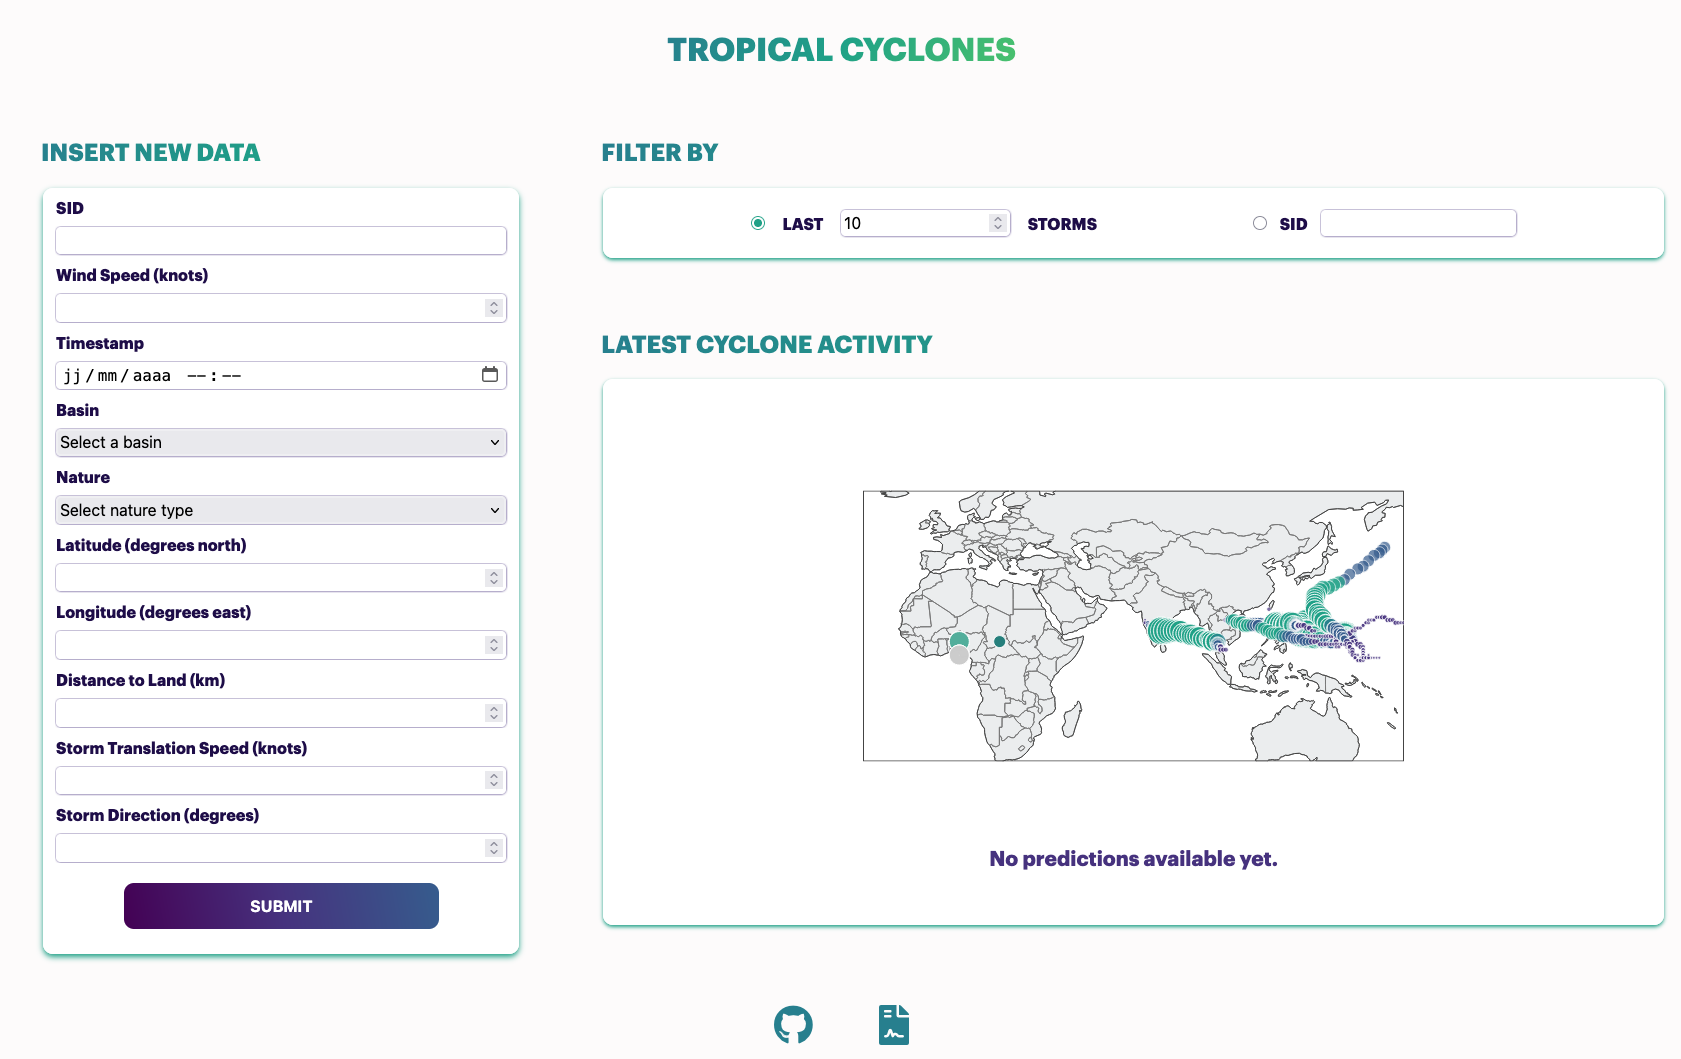 TROPICAL CYCLONES
INSERT NEW DATA
SID
Wind Speed (knots)
Timestamp
jj/mm/aaaa --:--
Basin
Select a basin
Nature
Select nature type
Latitude (degrees north)
Longitude (degrees east)
Distance to Land (km)
Storm Translation Speed (knots)
Storm Direction (degrees)
SUBMIT
FILTER BY
LAST 10 STORMS SID
LATEST CYCLONE ACTIVITY
No predictions available yet.